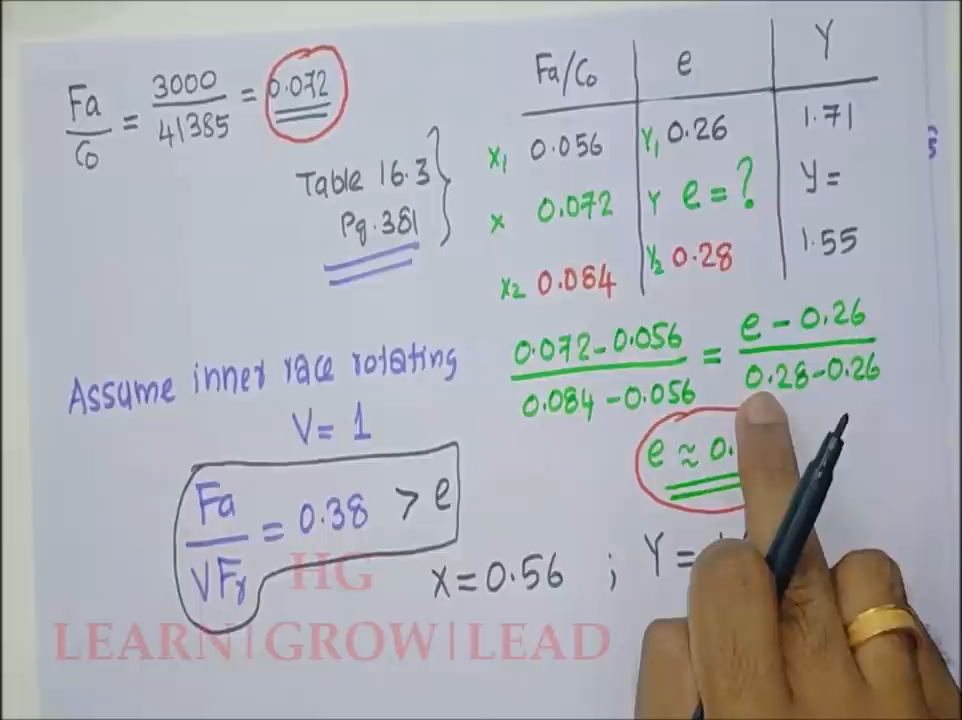 Fa/Co = 3000/41385 = 0.072
Table 16.3
Pg.381
Fa/Co e Y
x1 0.056 Y1 0.26 1.71
x 0.072 Y e = ? Y =
x2 0.084 Y2 0.28 1.55
0.072-0.056 / 0.084-0.056 = e - 0.26 / 0.28-0.26
Assume inner race rotating
V = 1
e ≈ 0.
Fa/VFr = 0.38 > e
X = 0.56 ; Y =
HG
LEARN|GROW|LEAD